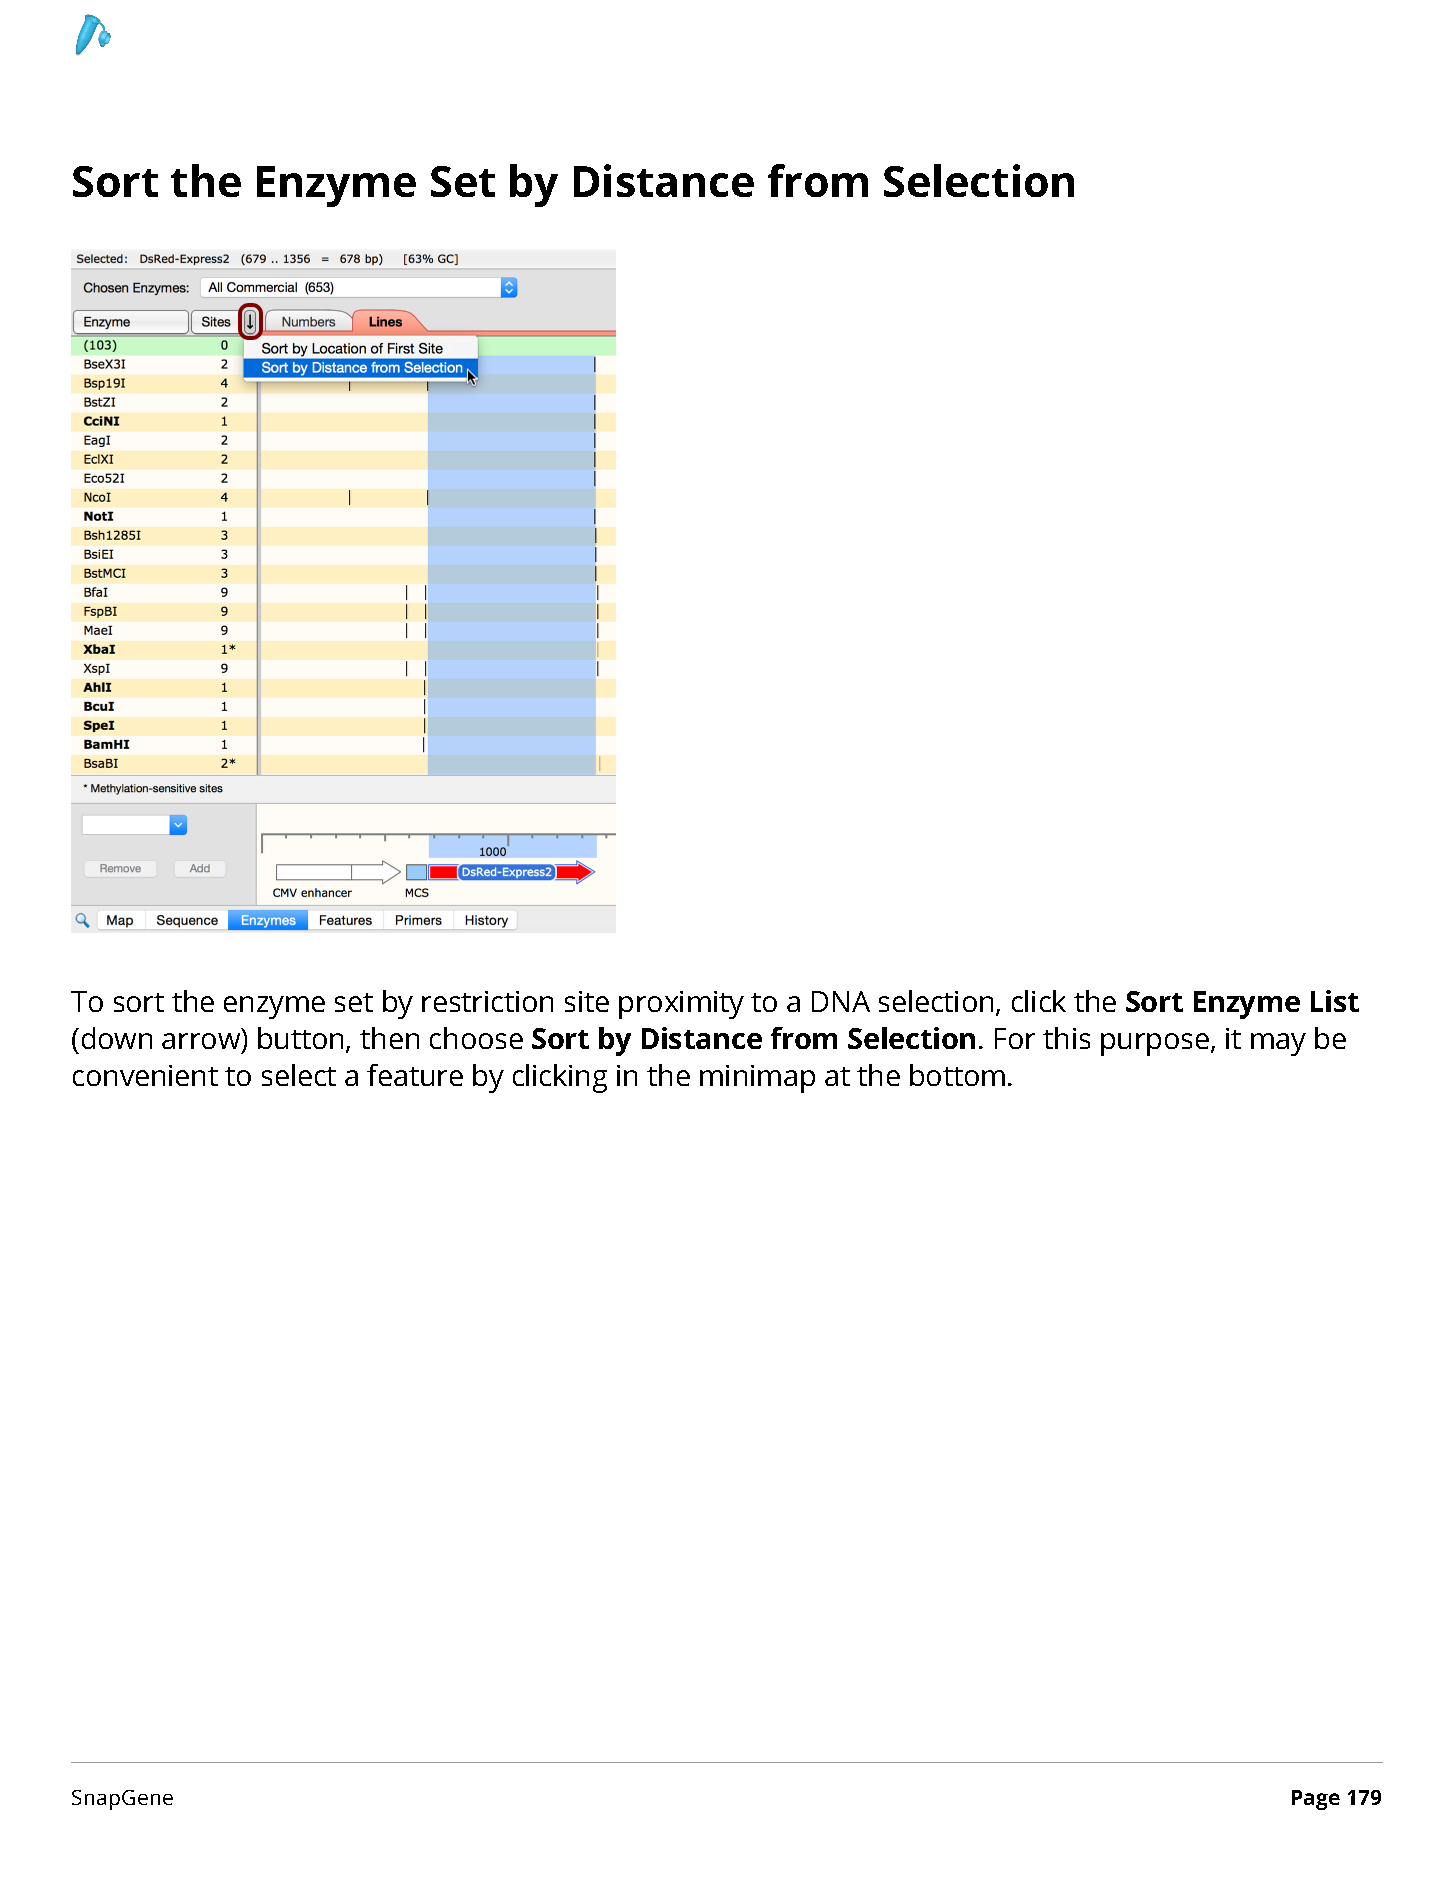 Sort the Enzyme Set by Distance from Selection
Selected: DsRed-Express2 (679 .. 1356 = 678 bp) [63% GC]
Chosen Enzymes: All Commercial (653)
Enzyme Sites ↓ Numbers Lines
(103) 0
Sort by Location of First Site
Sort by Distance from Selection
BseX3I 2
Bsp19I 4
BstZI 2
CciNI 1
EagI 2
EclXI 2
Eco52I 2
NcoI 4
NotI 1
Bsh1285I 3
BsiEI 3
BstMCI 3
BfaI 9
FspBI 9
MaeI 9
XbaI 1*
XspI 9
AhlI 1
BcuI 1
SpeI 1
BamHI 1
BsaBI 2*
* Methylation-sensitive sites
1000
Remove Add
DsRed-Express2
CMV enhancer MCS
Map Sequence Enzymes Features Primers History
To sort the enzyme set by restriction site proximity to a DNA selection, click the Sort Enzyme List
(down arrow) button, then choose Sort by Distance from Selection. For this purpose, it may be
convenient to select a feature by clicking in the minimap at the bottom.
SnapGene Page 179